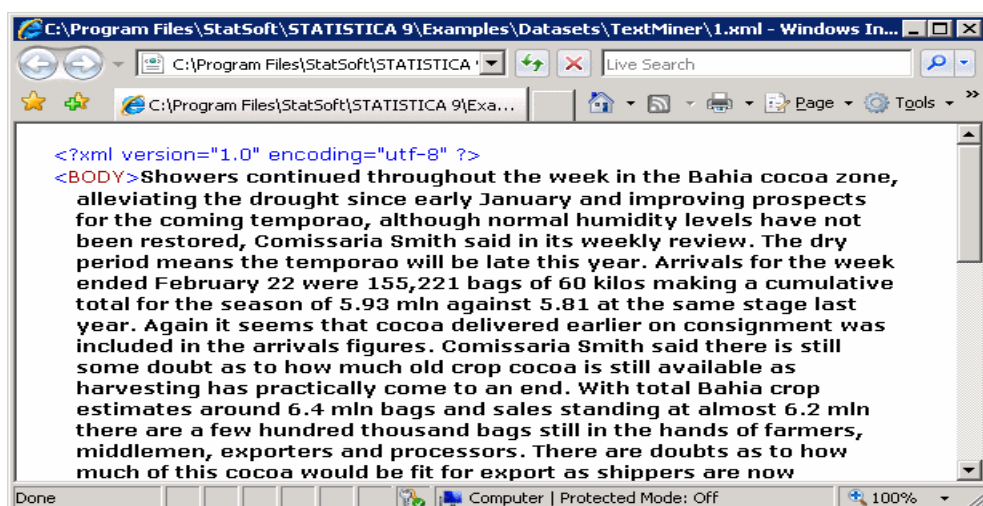 C:\Program Files\StatSoft\STATISTICA 9\Examples\Datasets\TextMiner\1.xml - Windows In...
C:\Program Files\StatSoft\STATISTICA
Live Search
C:\Program Files\StatSoft\STATISTICA 9\Exa...
Page
Tools
»
<?xml version="1.0" encoding="utf-8" ?>
<BODY>Showers continued throughout the week in the Bahia cocoa zone,
alleviating the drought since early January and improving prospects
for the coming temporao, although normal humidity levels have not
been restored, Comissaria Smith said in its weekly review. The dry
period means the temporao will be late this year. Arrivals for the week
ended February 22 were 155,221 bags of 60 kilos making a cumulative
total for the season of 5.93 mln against 5.81 at the same stage last
year. Again it seems that cocoa delivered earlier on consignment was
included in the arrivals figures. Comissaria Smith said there is still
some doubt as to how much old crop cocoa is still available as
harvesting has practically come to an end. With total Bahia crop
estimates around 6.4 mln bags and sales standing at almost 6.2 mln
there are a few hundred thousand bags still in the hands of farmers,
middlemen, exporters and processors. There are doubts as to how
much of this cocoa would be fit for export as shippers are now
Done
Computer | Protected Mode: Off
100%